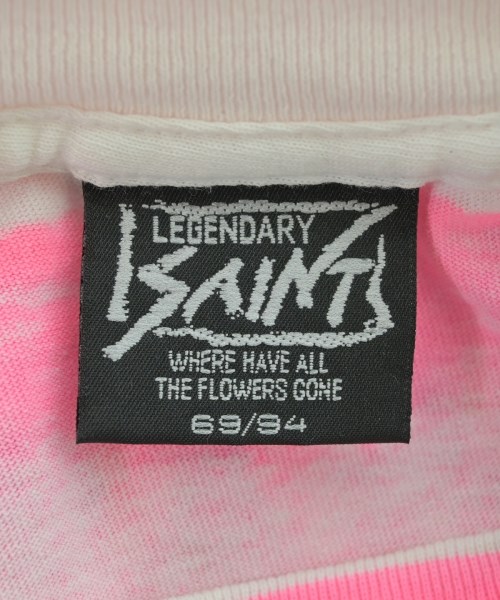 LEGENDARY
SAINTS
WHERE HAVE ALL
THE FLOWERS GONE
69/94